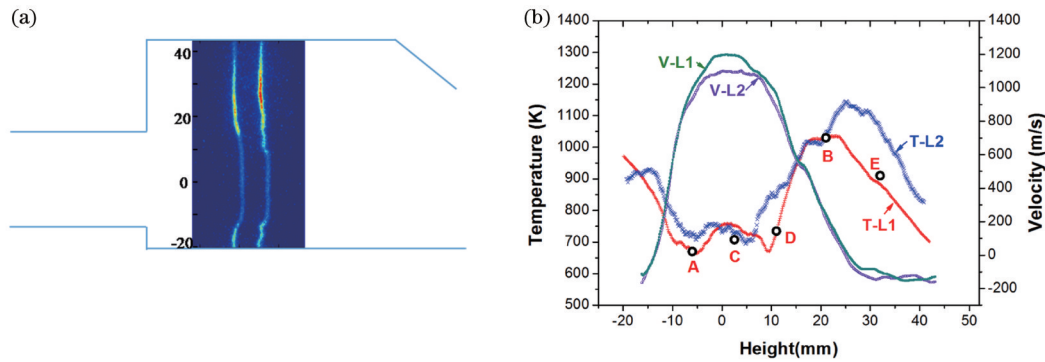 (a)
40
20
0
-20
(b)
1400
1300
1200
1100
1000
900
800
700
600
500
Temperature (K)
V-L1
V-L2
T-L2
T-L1
A
B
C
D
E
1400
1200
1000
800
600
400
200
0
-200
Velocity (m/s)
-20 -10 0 10 20 30 40 50
Height(mm)